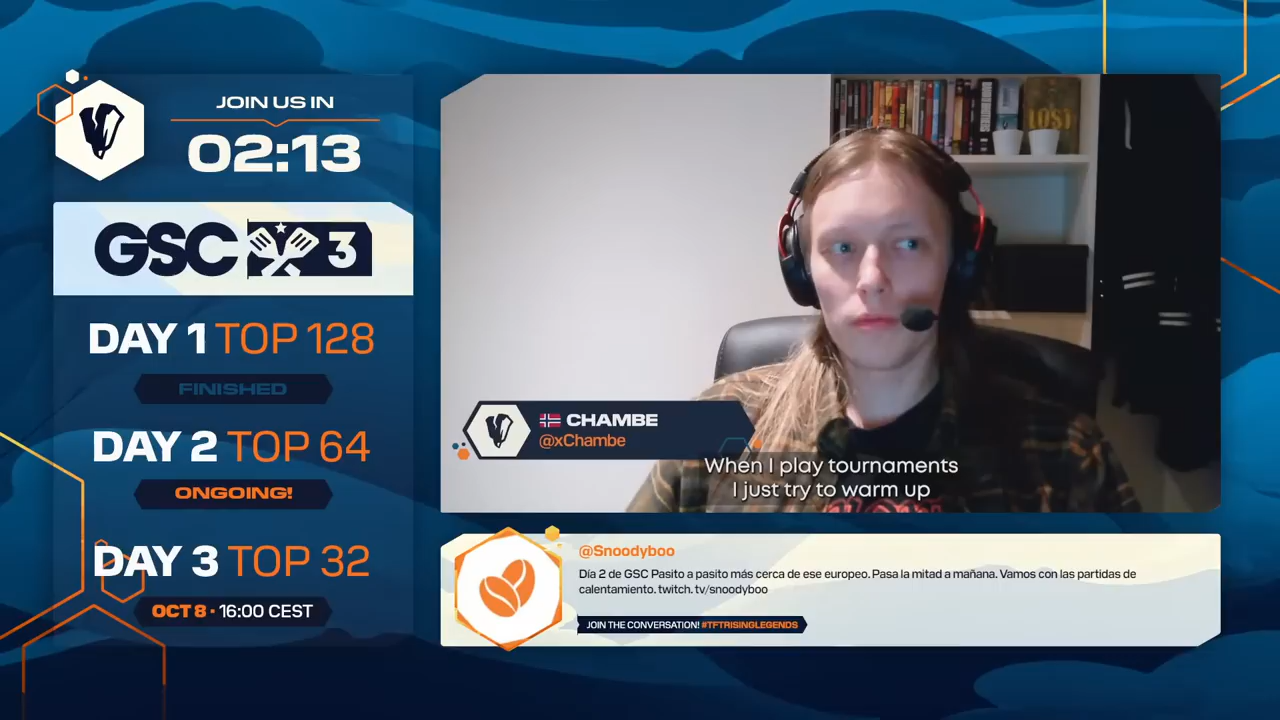 JOIN US IN
02:13
GSC 3
DAY 1 TOP 128
FINISHED
DAY 2 TOP 64
ONGOING!
DAY 3 TOP 32
OCT 8 • 16:00 CEST
LOST
CHAMBE
@xChambe
When I play tournaments
I just try to warm up
@Snoodyboo
Día 2 de GSC Pasito a pasito más cerca de ese europeo. Pasa la mitad a mañana. Vamos con las partidas de
calentamiento. twitch. tv/snoodyboo
JOIN THE CONVERSATION! #TFTRISINGLEGENDS